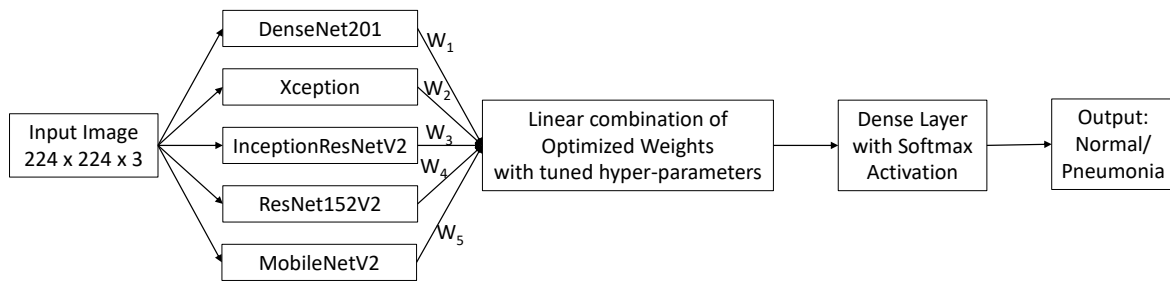 Input Image
224 x 224 x 3
DenseNet201
Xception
InceptionResNetV2
ResNet152V2
MobileNetV2
W1
W2
W3
W4
W5
Linear combination of
Optimized Weights
with tuned hyper-parameters
Dense Layer
with Softmax
Activation
Output:
Normal/
Pneumonia